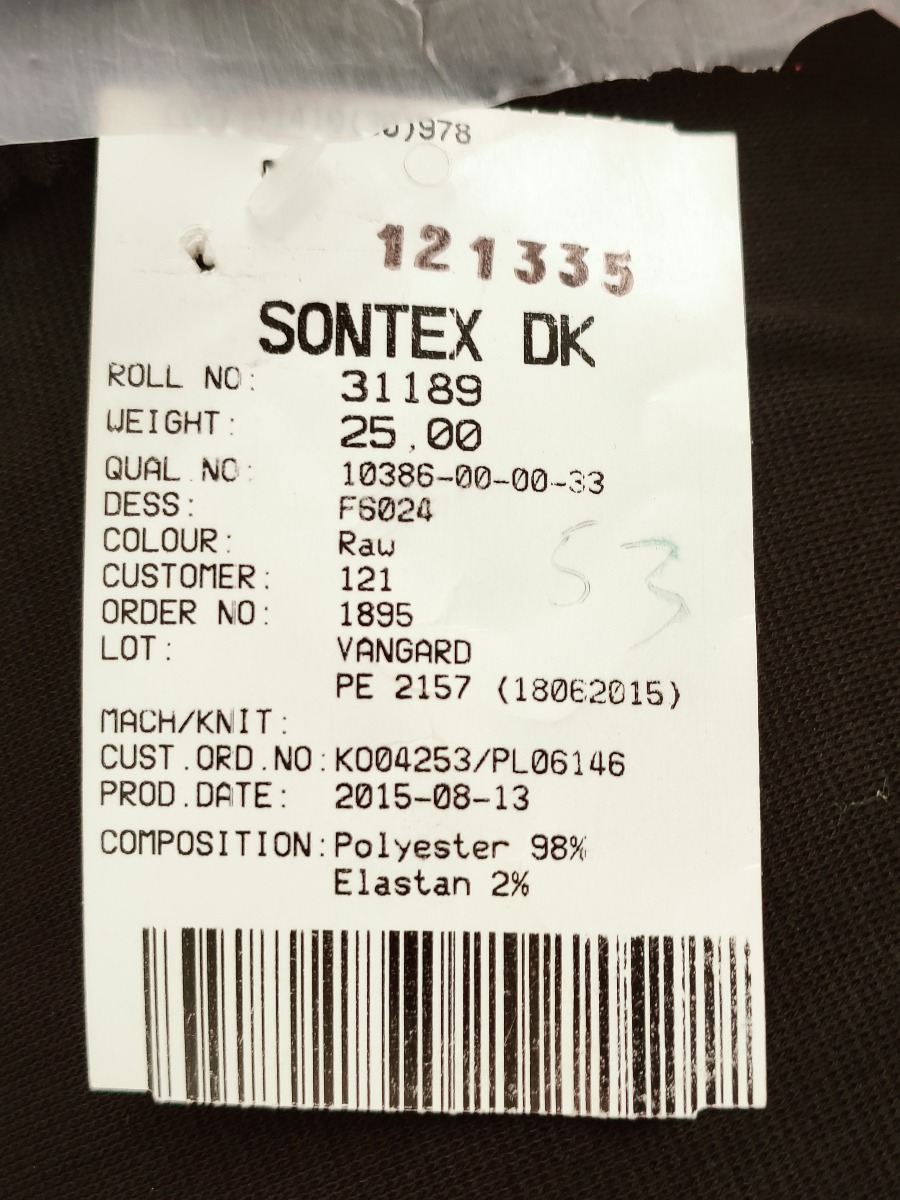 )978
121335
SONTEX DK
ROLL NO: 31189
WEIGHT: 25.00
QUAL.NO: 10386-00-00-33
DESS: F6024
COLOUR: Raw
CUSTOMER: 121
ORDER NO: 1895
LOT: VANGARD
PE 2157 (18062015)
MACH/KNIT:
CUST.ORD.NO: KO04253/PL06146
PROD.DATE: 2015-08-13
COMPOSITION: Polyester 98%
Elastan 2%
53